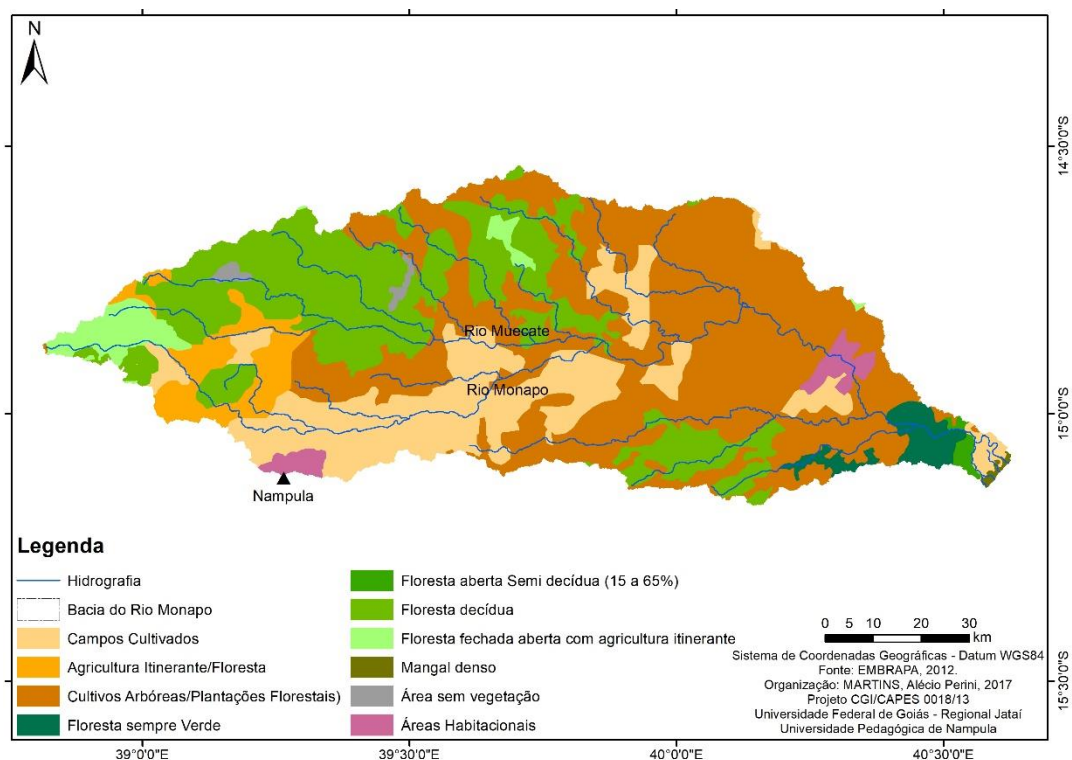 N
14°30'0"S
Rio Muecate
Rio Monapo
15°0'0"S
Nampula
Legenda
Hidrografia
Bacia do Rio Monapo
Campos Cultivados
Agricultura Itinerante/Floresta
Cultivos Arbóreas/Plantações Florestais)
Floresta sempre Verde
Floresta aberta Semi decídua (15 a 65%)
Floresta decídua
Floresta fechada aberta com agricultura itinerante
Mangal denso
Área sem vegetação
Áreas Habitacionais
0 5 10 20 30
km
Sistema de Coordenadas Geográficas - Datum WGS84
Fonte: EMBRAPA, 2012.
Organização: MARTINS, Alécio Perini, 2017
Projeto CGI/CAPES 0018/13
Universidade Federal de Goiás - Regional Jataí
Universidade Pedagógica de Nampula
15°30'0"S
39°0'0"E 39°30'0"E 40°0'0"E 40°30'0"E